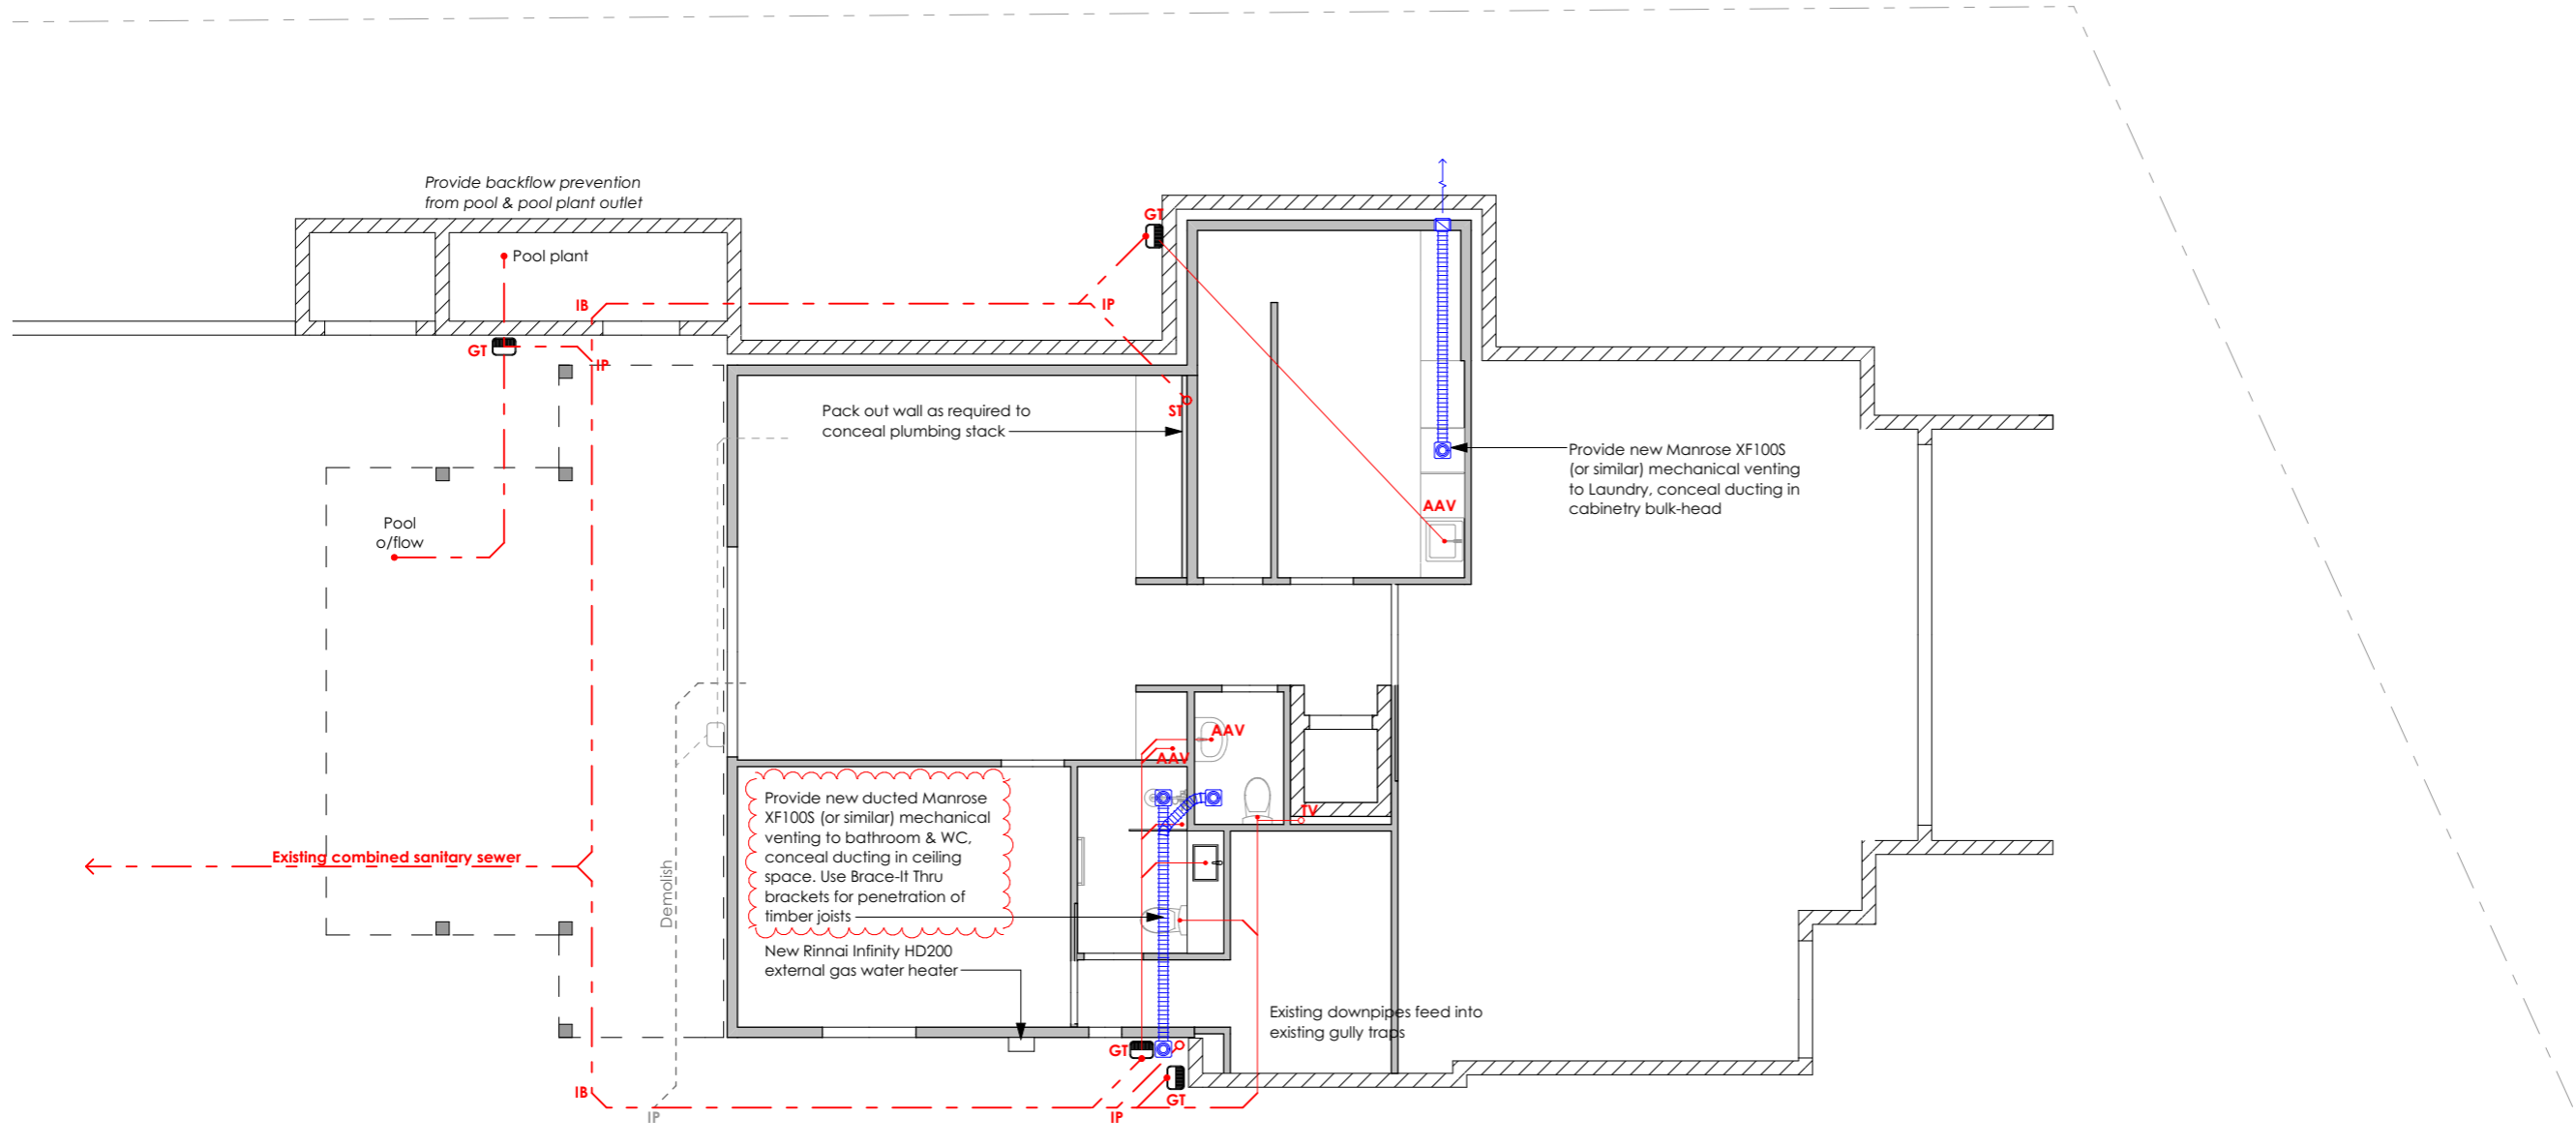 Provide backflow prevention
from pool & pool plant outlet
GT
Pool plant
IB
IP
GT
IP
Pack out wall as required to
conceal plumbing stack
ST
Provide new Manrose XF100S
(or similar) mechanical venting
to Laundry, conceal ducting in
cabinetry bulk-head
AAV
Pool
o/flow
AAV
AAV
Provide new ducted Manrose
XF100S (or similar) mechanical
venting to bathroom & WC,
conceal ducting in ceiling
space. Use Brace-It Thru
brackets for penetration of
timber joists
TV
Existing combined sanitary sewer
Demolish
New Rinnai Infinity HD200
external gas water heater
Existing downpipes feed into
existing gully traps
GT
IB
GT
IP
IP